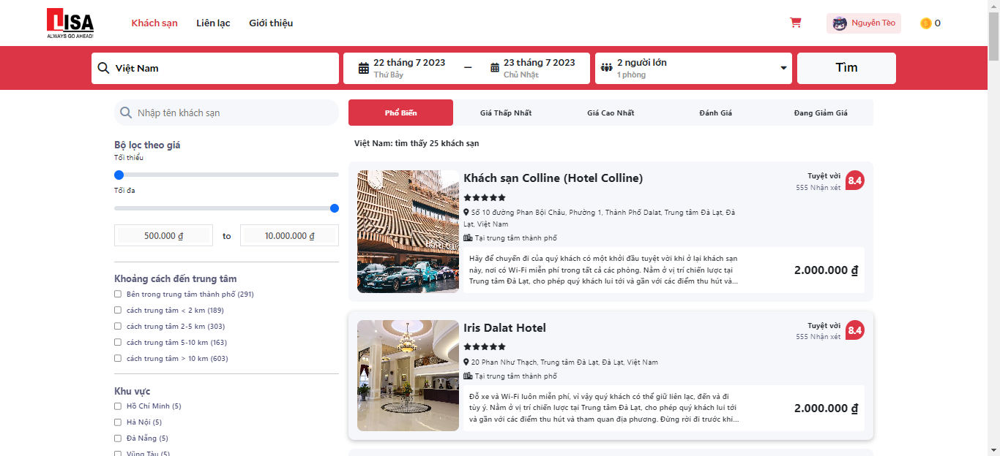 LISA
ALWAYS GO AHEAD!
Khách sạn
Liên lạc
Giới thiệu
Nguyễn Tèo
0
Việt Nam
22 tháng 7 2023
Thứ Bảy
—
23 tháng 7 2023
Chủ Nhật
2 người lớn
1 phòng
Tìm
Nhập tên khách sạn
Bộ lọc theo giá
Tối thiểu
Tối đa
500.000 ₫
to
10.000.000 ₫
Khoảng cách đến trung tâm
Bên trong trung tâm thành phố (291)
cách trung tâm < 2 km (189)
cách trung tâm 2-5 km (303)
cách trung tâm 5-10 km (163)
cách trung tâm > 10 km (603)
Khu vực
Hồ Chí Minh (5)
Hà Nội (5)
Đà Nẵng (5)
Vũng Tàu (5)
Phổ Biến
Giá Thấp Nhất
Giá Cao Nhất
Đánh Giá
Đang Giảm Giá
Việt Nam: tìm thấy 25 khách sạn
Khách sạn Colline (Hotel Colline)
Tuyệt vời
555 Nhận xét
8.4
Số 10 đường Phan Bội Châu, Phường 1, Thành Phố Dalat, Trung tâm Đà Lạt, Đà
Lạt, Việt Nam
Tại trung tâm thành phố
Hãy để chuyến đi của quý khách có một khởi đầu tuyệt vời khi ở lại khách sạn
này, nơi có Wi-Fi miễn phí trong tất cả các phòng. Nằm ở vị trí chiến lược tại
Trung tâm Đà Lạt, cho phép quý khách lui tới và gần với các điểm thu hút và...
2.000.000 ₫
Iris Dalat Hotel
Tuyệt vời
555 Nhận xét
8.4
20 Phan Như Thạch, Trung tâm Đà Lạt, Đà Lạt, Việt Nam
Tại trung tâm thành phố
Đỗ xe và Wi-Fi luôn miễn phí, vì vậy quý khách có thể giữ liên lạc, đến và đi
tùy ý. Nằm ở vị trí chiến lược tại Trung tâm Đà Lạt, cho phép quý khách lui tới
và gần với các điểm thu hút và tham quan địa phương. Đừng rời đi trước khi...
2.000.000 ₫